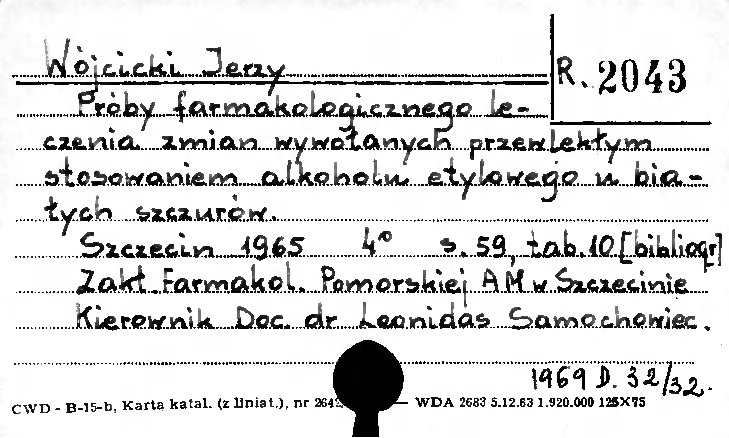 Wójcicki Jerzy
R. 2043
Próby farmakologicznego le-
czenia zmian wywołanych przewlekłym
stosowaniem alkoholu etylowego u bia-
łych szczurów.
Szczecin 1965 4° s. 59, tab. 10 [bibliogr]
Zakł. Farmakol. Pomorskiej AM w Szczecinie
Kierownik Doc. dr Leonidas Samochowiec.
1969 D. 32/32.
CWD - B-15-b, Karta katal. (z liniat.), nr — WDA 2683 5.12.63 1.920.000 125X75